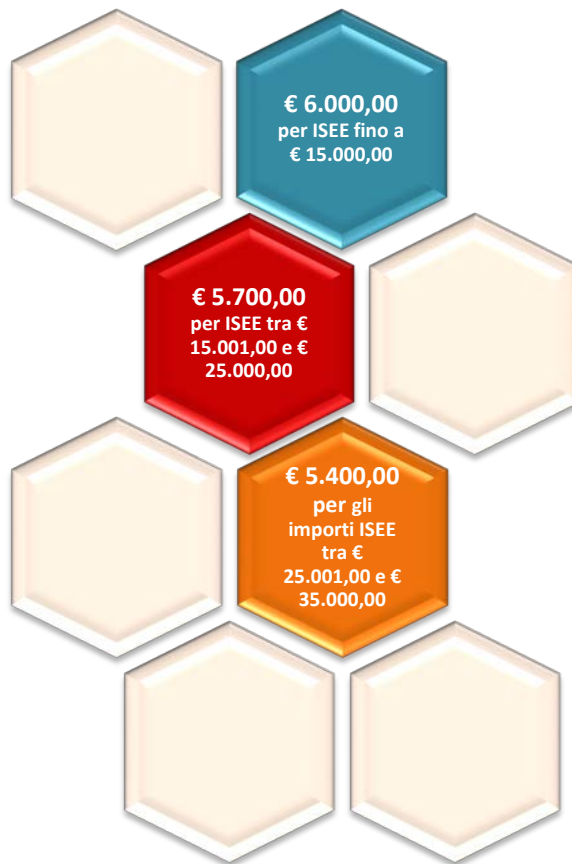 € 6.000,00
per ISEE fino a
€ 15.000,00
€ 5.700,00
per ISEE tra €
15.001,00 e €
25.000,00
€ 5.400,00
per gli
importi ISEE
tra €
25.001,00 e €
35.000,00